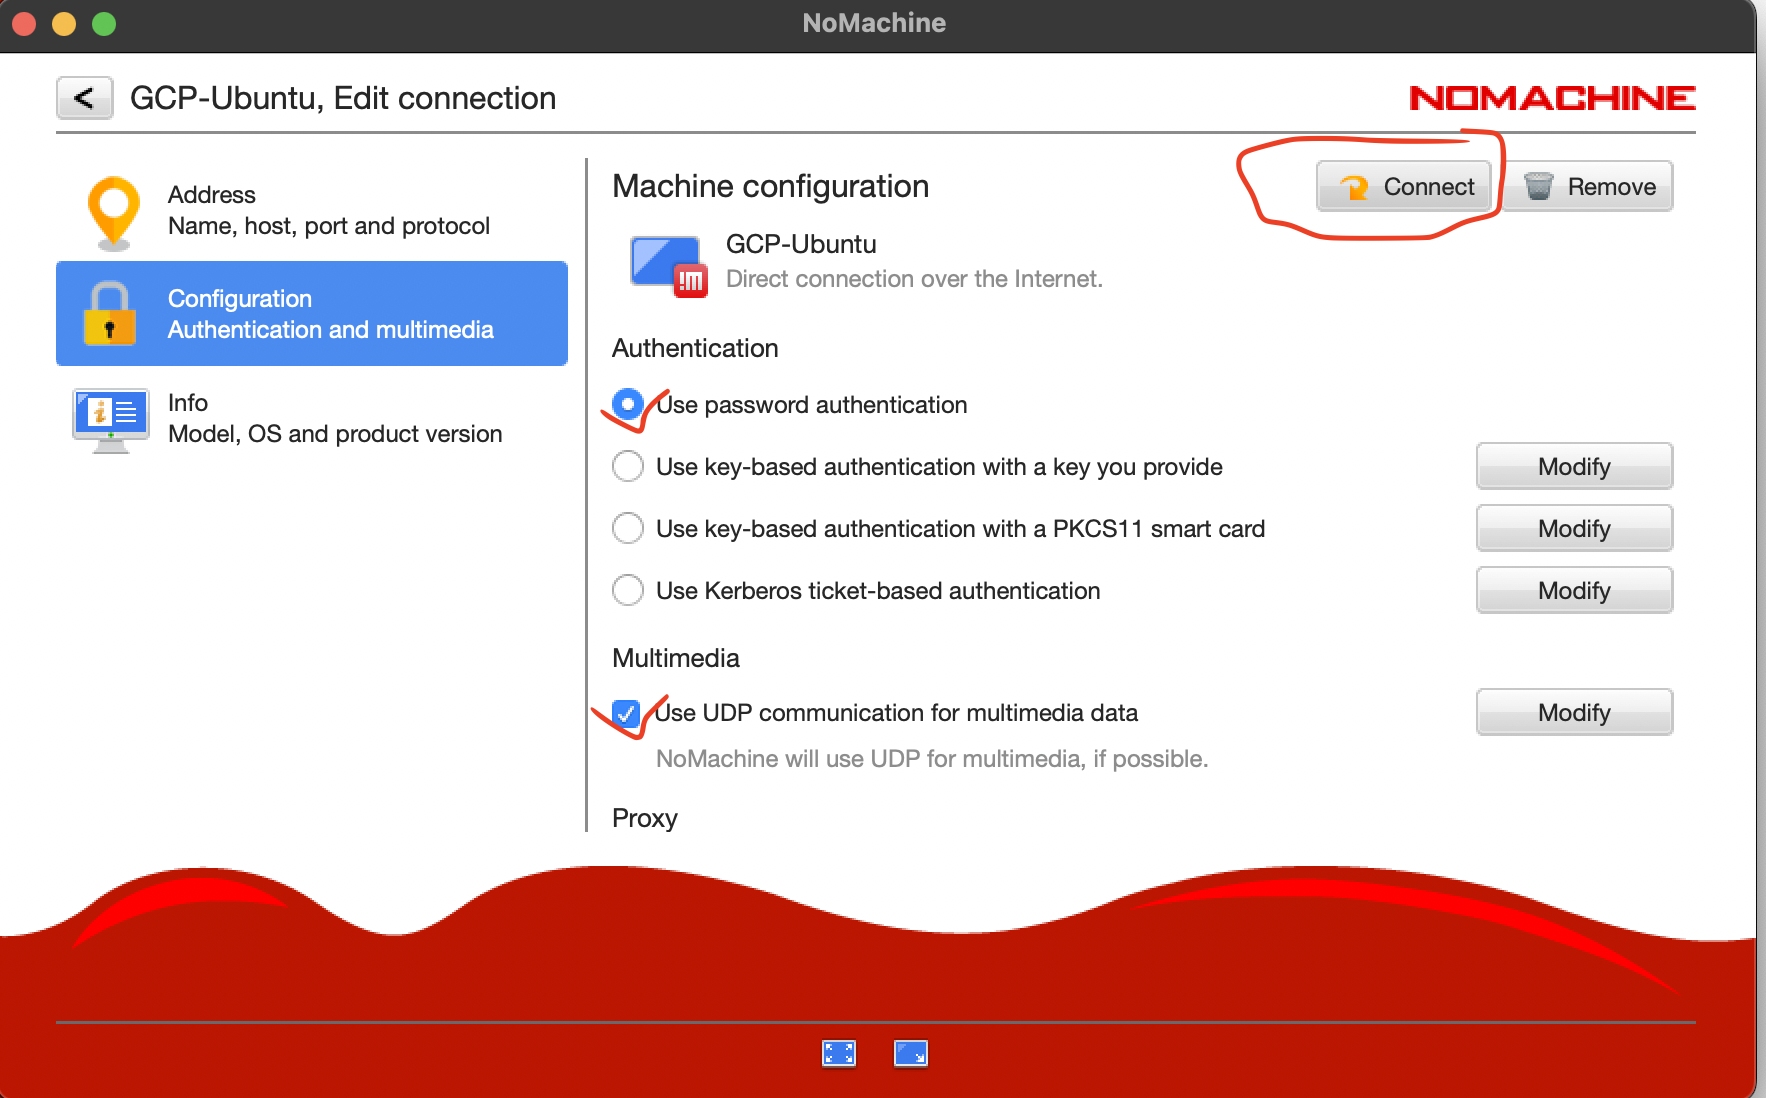 NoMachine
< GCP-Ubuntu, Edit connection
NOMACHINE
Address
Name, host, port and protocol
Configuration
Authentication and multimedia
Info
Model, OS and product version
Machine configuration
Connect
Remove
GCP-Ubuntu
Direct connection over the Internet.
Authentication
Use password authentication
Use key-based authentication with a key you provide
Modify
Use key-based authentication with a PKCS11 smart card
Modify
Use Kerberos ticket-based authentication
Modify
Multimedia
Use UDP communication for multimedia data
Modify
NoMachine will use UDP for multimedia, if possible.
Proxy